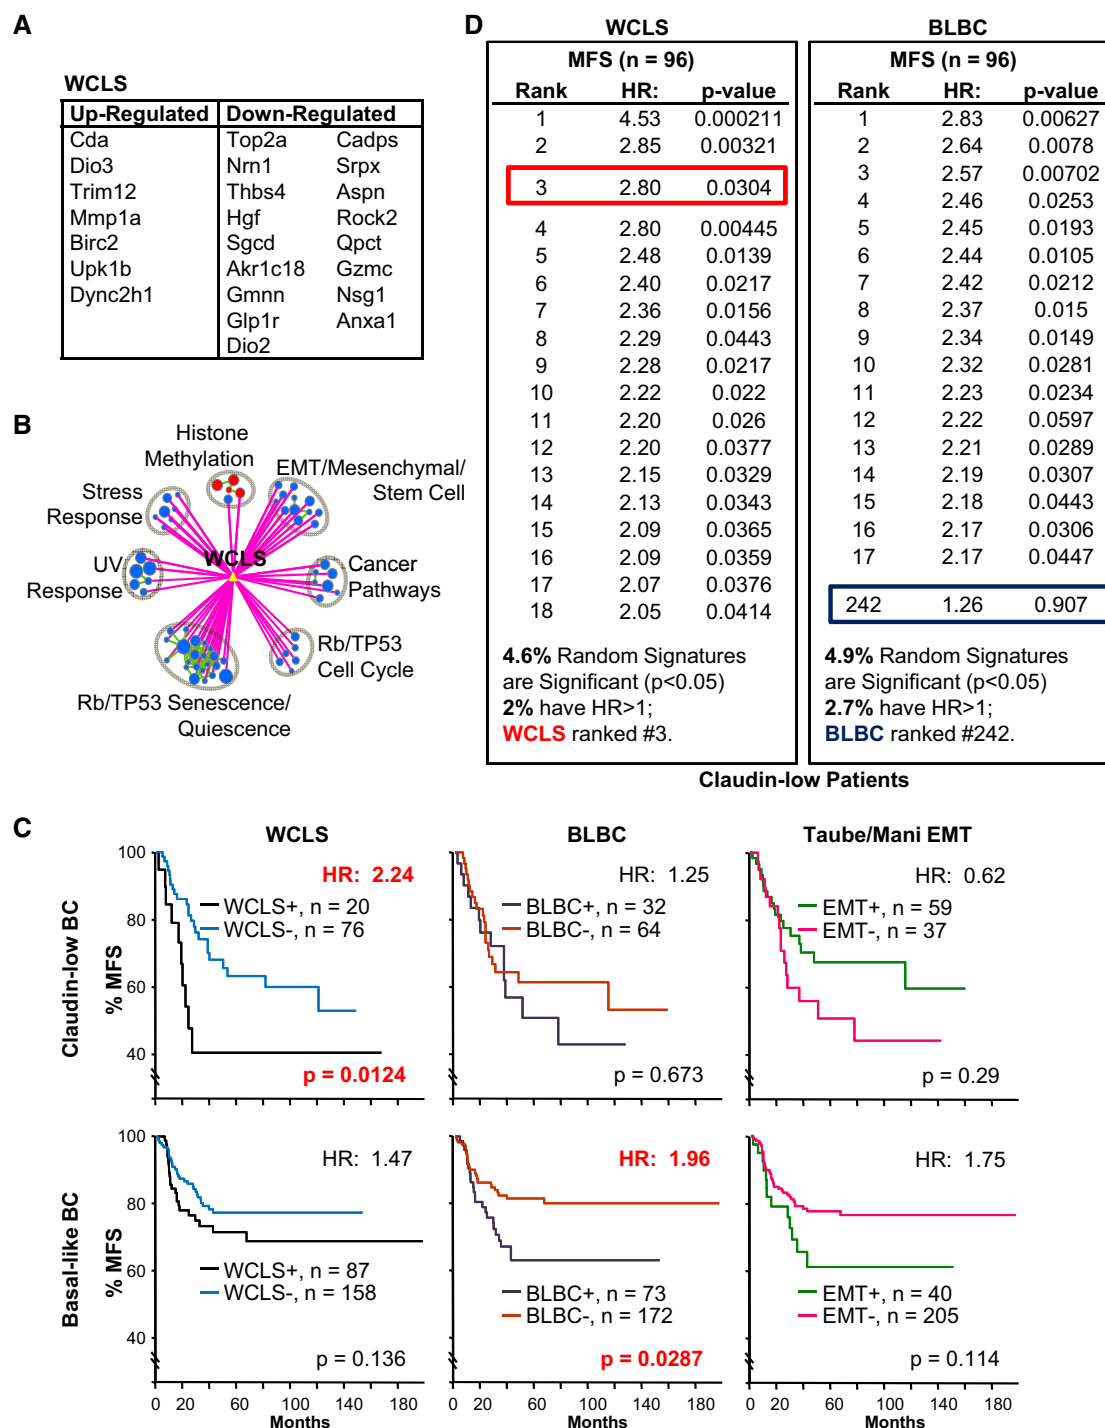 A
WCLS
Up-Regulated Down-Regulated
Cda Top2a Cadps
Dio3 Nrn1 Srpx
Trim12 Thbs4 Aspn
Mmp1a Hgf Rock2
Birc2 Sgcd Qpct
Upk1b Akr1c18 Gzmc
Dync2h1 Gmnn Nsg1
Glp1r Anxa1
Dio2
B
Histone
Methylation
EMT/Mesenchymal/
Stem Cell
Stress
Response
WCLS
UV
Response
Cancer
Pathways
Rb/TP53
Cell Cycle
Rb/TP53 Senescence/
Quiescence
D
WCLS
MFS (n = 96)
Rank HR: p-value
1 4.53 0.000211
2 2.85 0.00321
3 2.80 0.0304
4 2.80 0.00445
5 2.48 0.0139
6 2.40 0.0217
7 2.36 0.0156
8 2.29 0.0443
9 2.28 0.0217
10 2.22 0.022
11 2.20 0.026
12 2.20 0.0377
13 2.15 0.0329
14 2.13 0.0343
15 2.09 0.0365
16 2.09 0.0359
17 2.07 0.0376
18 2.05 0.0414
4.6% Random Signatures
are Significant (p<0.05)
2% have HR>1;
WCLS ranked #3.
BLBC
MFS (n = 96)
Rank HR: p-value
1 2.83 0.00627
2 2.64 0.0078
3 2.57 0.00702
4 2.46 0.0253
5 2.45 0.0193
6 2.44 0.0105
7 2.42 0.0212
8 2.37 0.015
9 2.34 0.0149
10 2.32 0.0281
11 2.23 0.0234
12 2.22 0.0597
13 2.21 0.0289
14 2.19 0.0307
15 2.18 0.0443
16 2.17 0.0306
17 2.17 0.0447
242 1.26 0.907
4.9% Random Signatures
are Significant (p<0.05)
2.7% have HR>1;
BLBC ranked #242.
Claudin-low Patients
C
WCLS
BLBC
Taube/Mani EMT
Claudin-low BC
% MFS
100
80
60
40
HR: 2.24
WCLS+, n = 20
WCLS-, n = 76
p = 0.0124
HR: 1.25
BLBC+, n = 32
BLBC-, n = 64
p = 0.673
HR: 0.62
EMT+, n = 59
EMT-, n = 37
p = 0.29
Basal-like BC
% MFS
100
80
60
40
HR: 1.47
WCLS+, n = 87
WCLS-, n = 158
p = 0.136
0 20 60 100 140 180
Months
HR: 1.96
BLBC+, n = 73
BLBC-, n = 172
p = 0.0287
0 20 60 100 140 180
Months
HR: 1.75
EMT+, n = 40
EMT-, n = 205
p = 0.114
0 20 60 100 140 180
Months